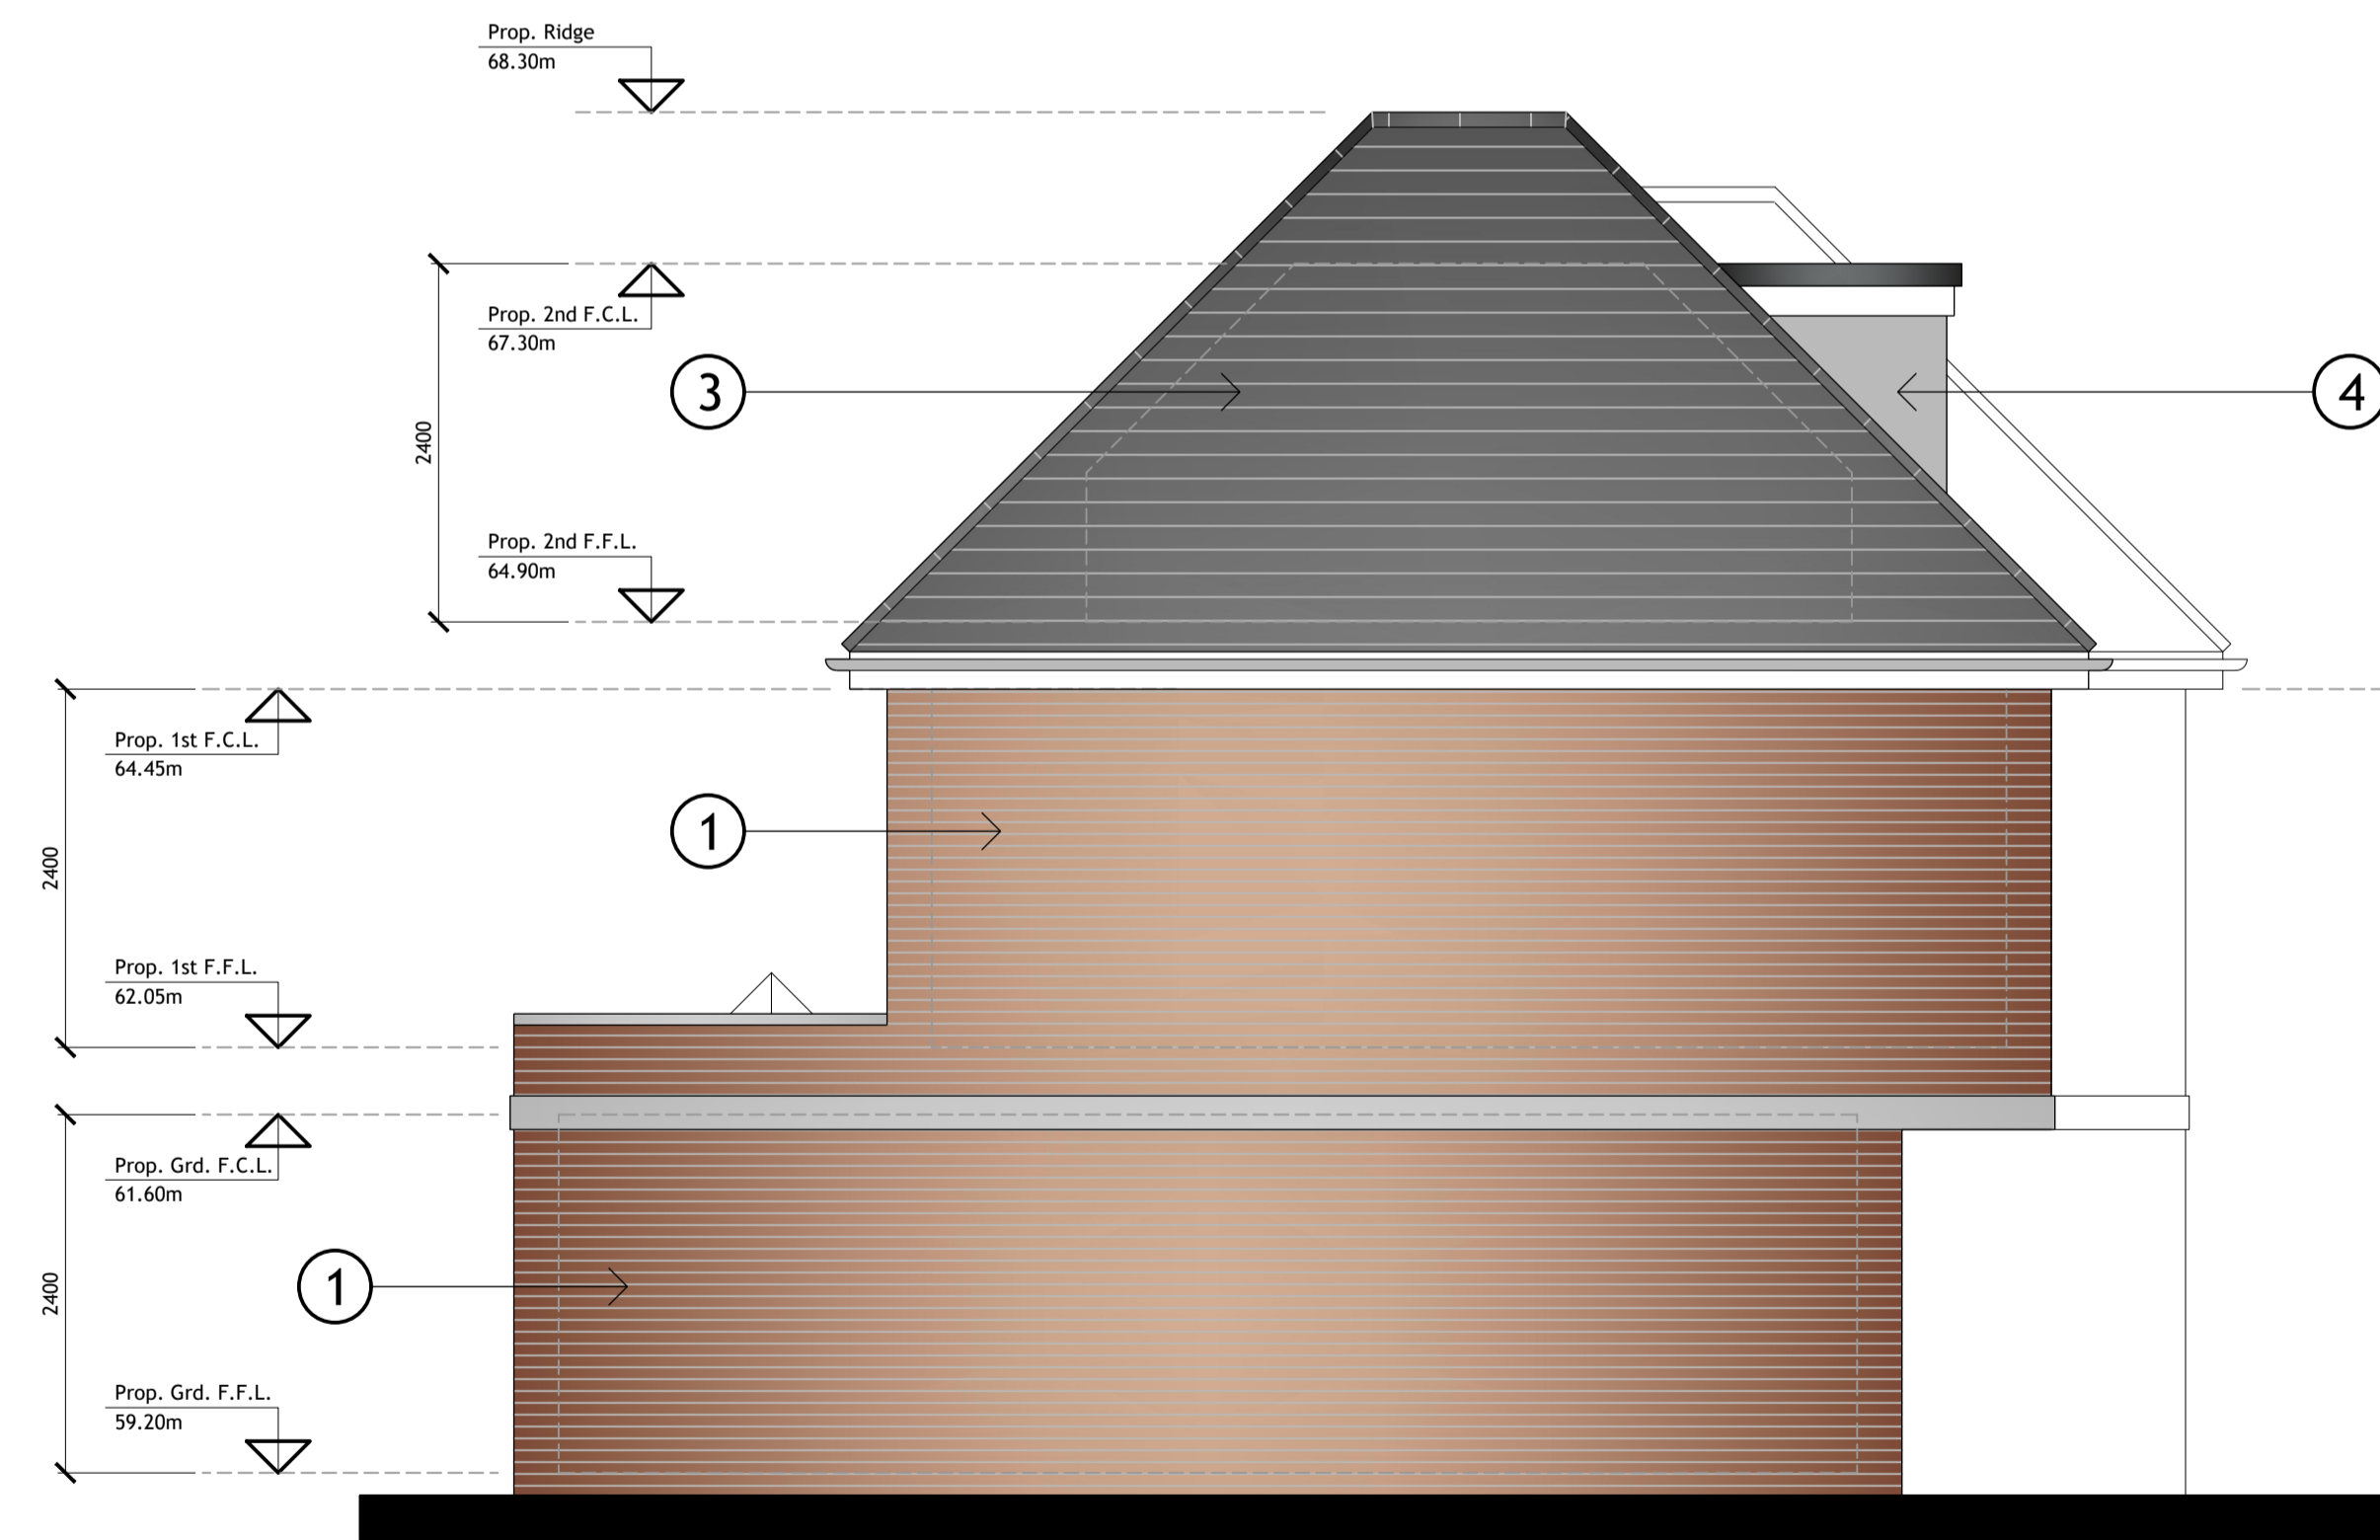 Prop. Ridge
68.30m
Prop. 2nd F.C.L.
67.30m
3
4
2400
Prop. 2nd F.F.L.
64.90m
Prop. 1st F.C.L.
64.45m
1
2400
Prop. 1st F.F.L.
62.05m
Prop. Grd. F.C.L.
61.60m
1
2400
Prop. Grd. F.F.L.
59.20m